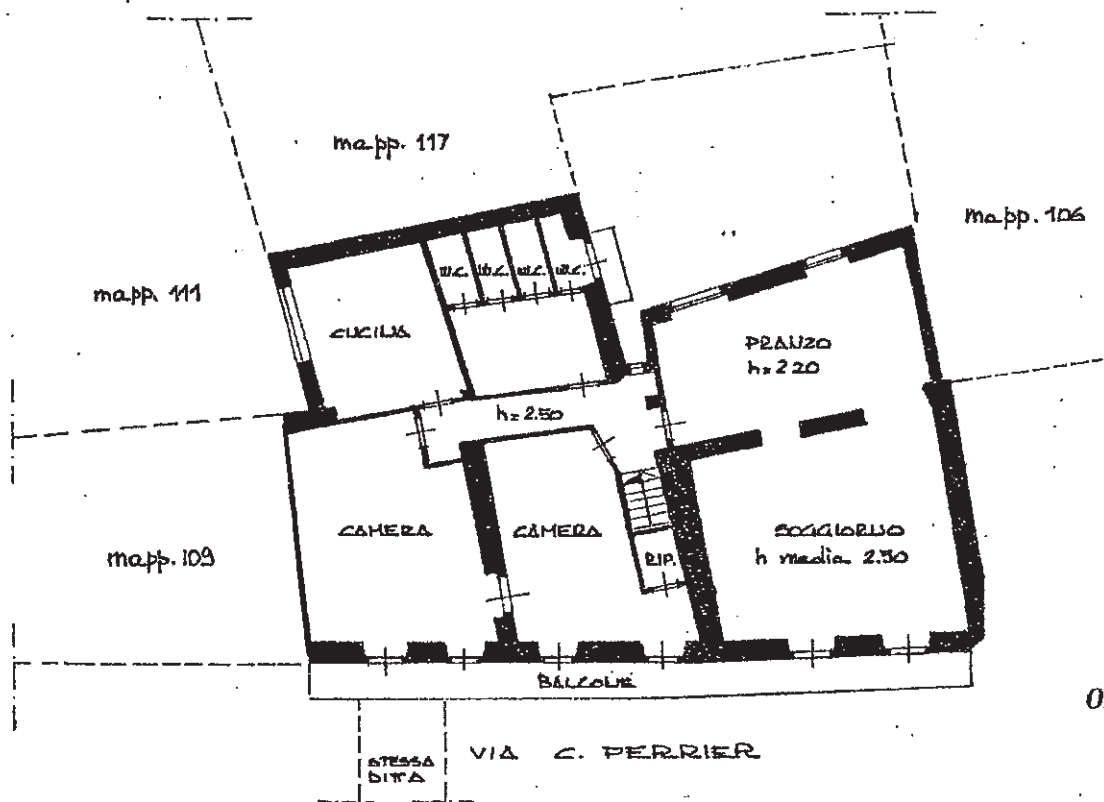 mapp. 117
mapp. 106
mapp. 111
W.C. W.C. W.C. W.C.
CUCINA
PRANZO
h= 2.20
h= 2.50
CAMERA
CAMERA
SOGGIORNO
h media 2.50
RIP.
mapp. 109
BALCONE
VIA C. PERRIER
STESSA
DITTA